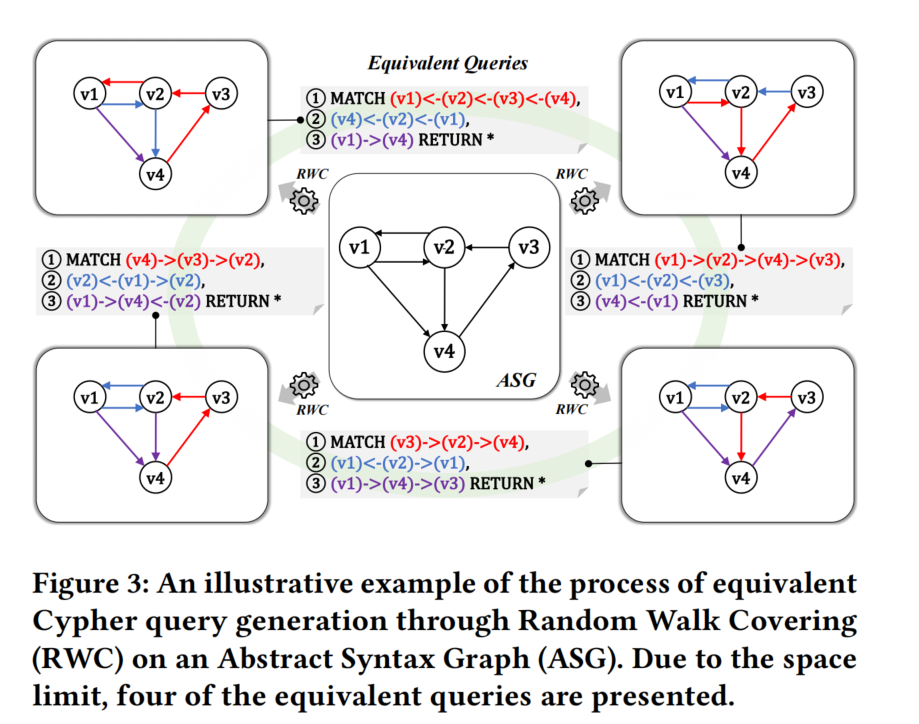 Equivalent Queries
v1
v2
v3
v4
① MATCH (v1)<-(v2)<-(v3)<-(v4),
② (v4)<-(v2)<-(v1),
③ (v1)->(v4) RETURN *
v1
v2
v3
v4
RWC
RWC
① MATCH (v4)->(v3)->(v2),
② (v2)<-(v1)->(v2),
③ (v1)->(v4)<-(v2) RETURN *
v1
v2
v3
v4
ASG
① MATCH (v1)->(v2)->(v4)->(v3),
② (v1)<-(v2)<-(v3),
③ (v4)<-(v1) RETURN *
v1
v2
v3
v4
RWC
RWC
① MATCH (v3)->(v2)->(v4),
② (v1)<-(v2)->(v1),
③ (v1)->(v4)->(v3) RETURN *
v1
v2
v3
v4
Figure 3: An illustrative example of the process of equivalent
Cypher query generation through Random Walk Covering
(RWC) on an Abstract Syntax Graph (ASG). Due to the space
limit, four of the equivalent queries are presented.